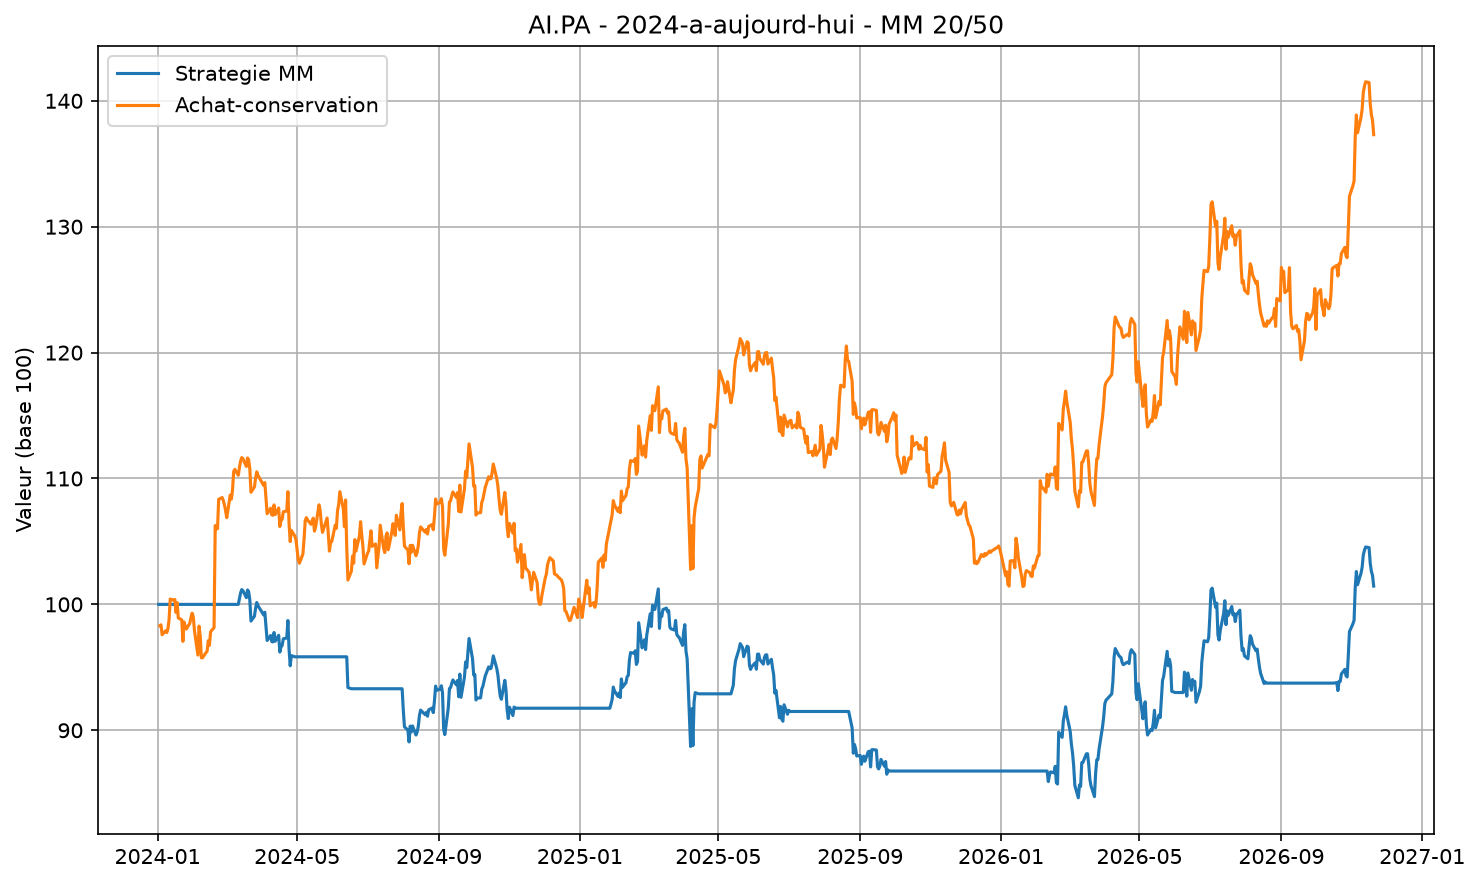 AI.PA - 2024-a-aujourd-hui - MM 20/50
Strategie MM
Achat-conservation
Valeur (base 100)
140
130
120
110
100
90
2024-01 2024-05 2024-09 2025-01 2025-05 2025-09 2026-01 2026-05 2026-09 2027-01